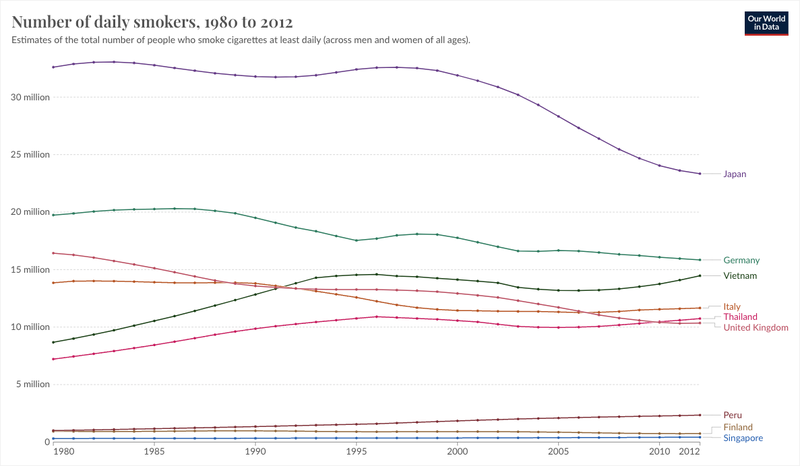 Number of daily smokers, 1980 to 2012
Our World
in Data
Estimates of the total number of people who smoke cigarettes at least daily (across men and women of all ages).
30 million
25 million
20 million
15 million
10 million
5 million
0
1980
1985
1990
1995
2000
2005
2010
2012
Japan
Germany
Vietnam
Italy
Thailand
United Kingdom
Peru
Finland
Singapore